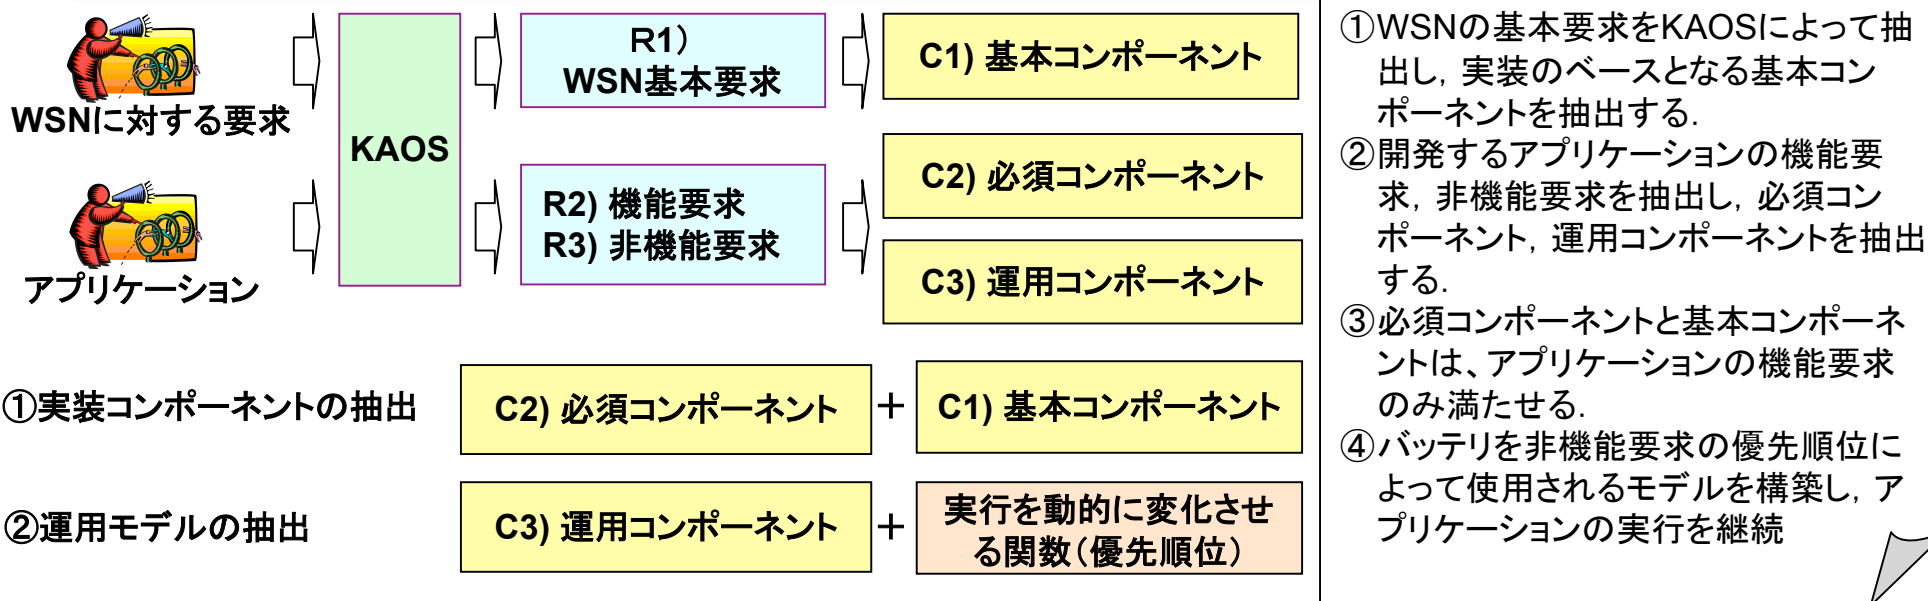 WSNに対する要求
アプリケーション
KAOS
R1)
WSN基本要求
R2) 機能要求
R3) 非機能要求
C1) 基本コンポーネント
C2) 必須コンポーネント
C3) 運用コンポーネント
①実装コンポーネントの抽出
C2) 必須コンポーネント
+
C1) 基本コンポーネント
②運用モデルの抽出
C3) 運用コンポーネント
+
実行を動的に変化させ
る関数(優先順位)
①WSNの基本要求をKAOSによって抽
出し, 実装のベースとなる基本コン
ポーネントを抽出する.
②開発するアプリケーションの機能要
求, 非機能要求を抽出し, 必須コン
ポーネント, 運用コンポーネントを抽出
する.
③必須コンポーネントと基本コンポーネ
ントは、アプリケーションの機能要求
のみ満たせる.
④バッテリを非機能要求の優先順位に
よって使用されるモデルを構築し, ア
プリケーションの実行を継続